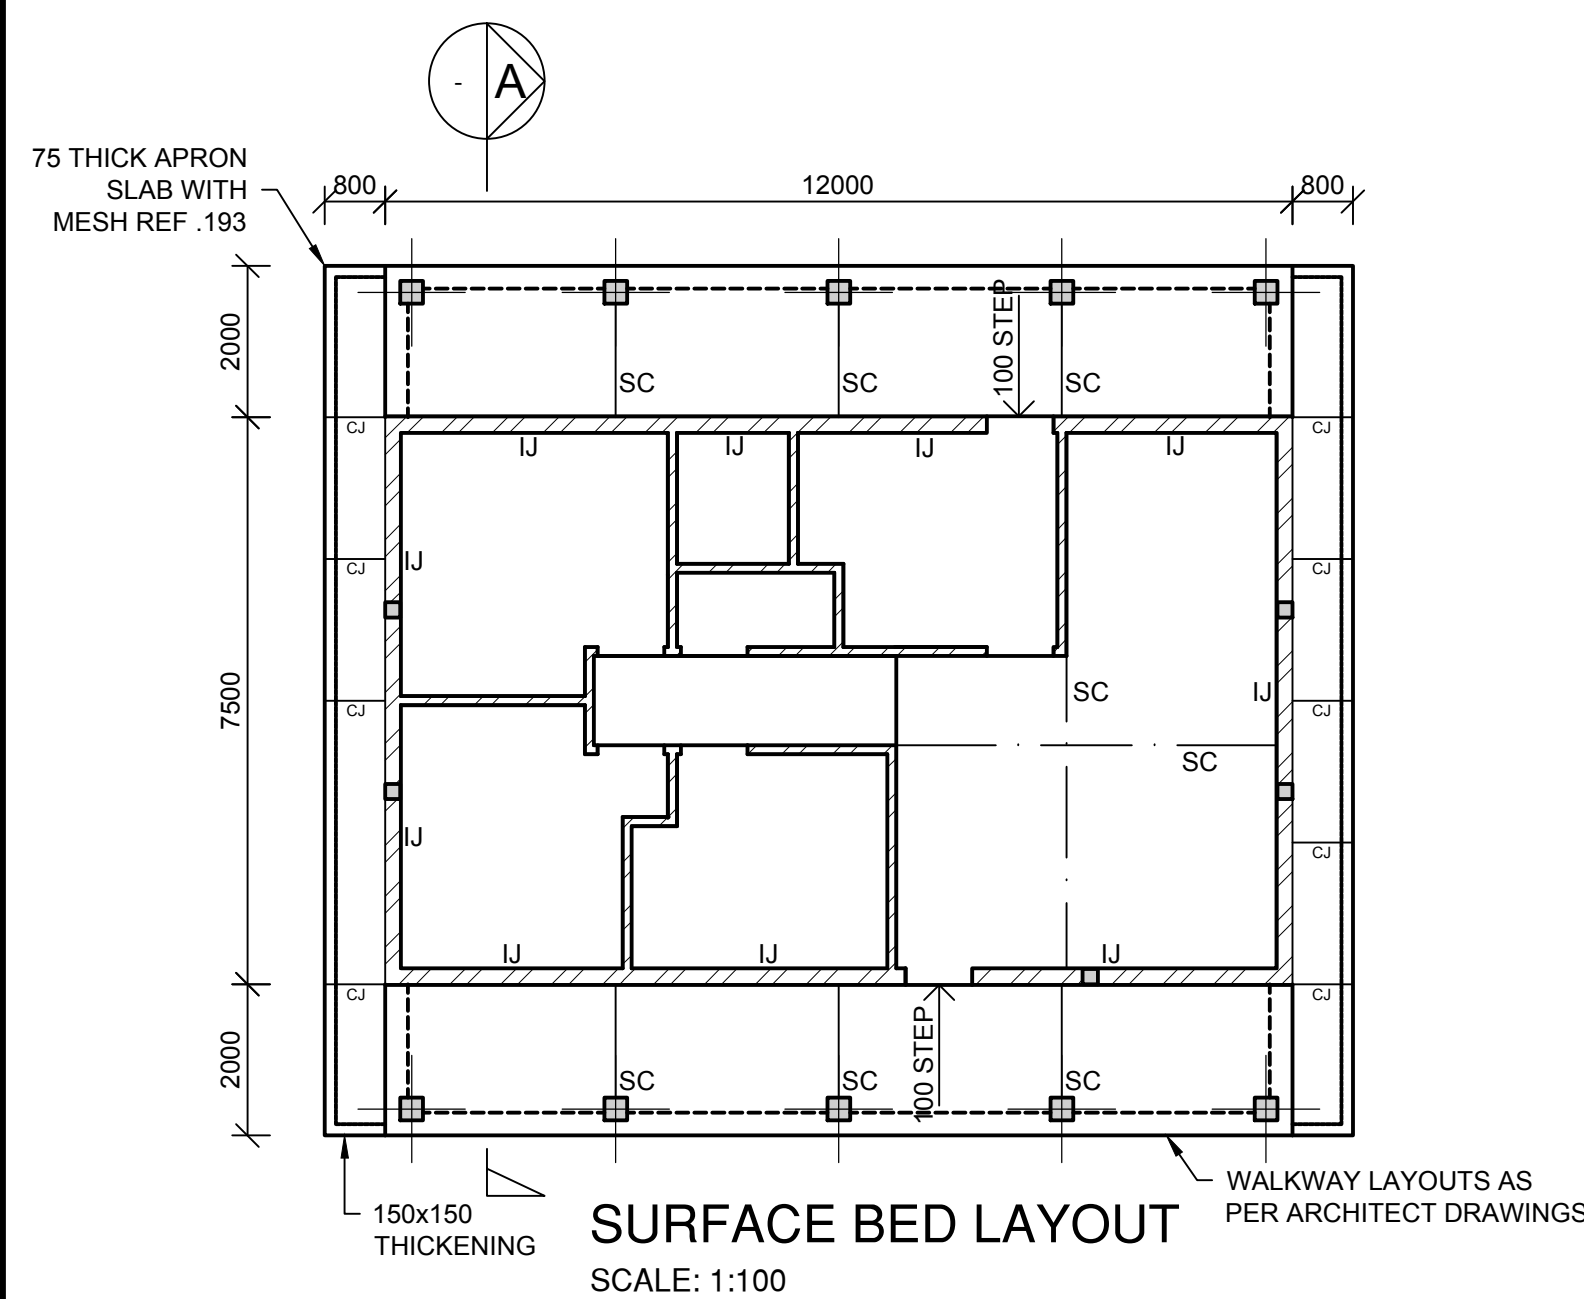 -
A
75 THICK APRON
SLAB WITH
MESH REF .193
800
12000
800
2000
100 STEP
SC
SC
SC
CJ
CJ
IJ
IJ
IJ
IJ
IJ
CJ
CJ
7500
SC
IJ
CJ
CJ
SC
IJ
CJ
IJ
IJ
IJ
CJ
CJ
2000
100 STEP
SC
SC
SC
150x150
THICKENING
WALKWAY LAYOUTS AS
PER ARCHITECT DRAWINGS
SURFACE BED LAYOUT
SCALE: 1:100